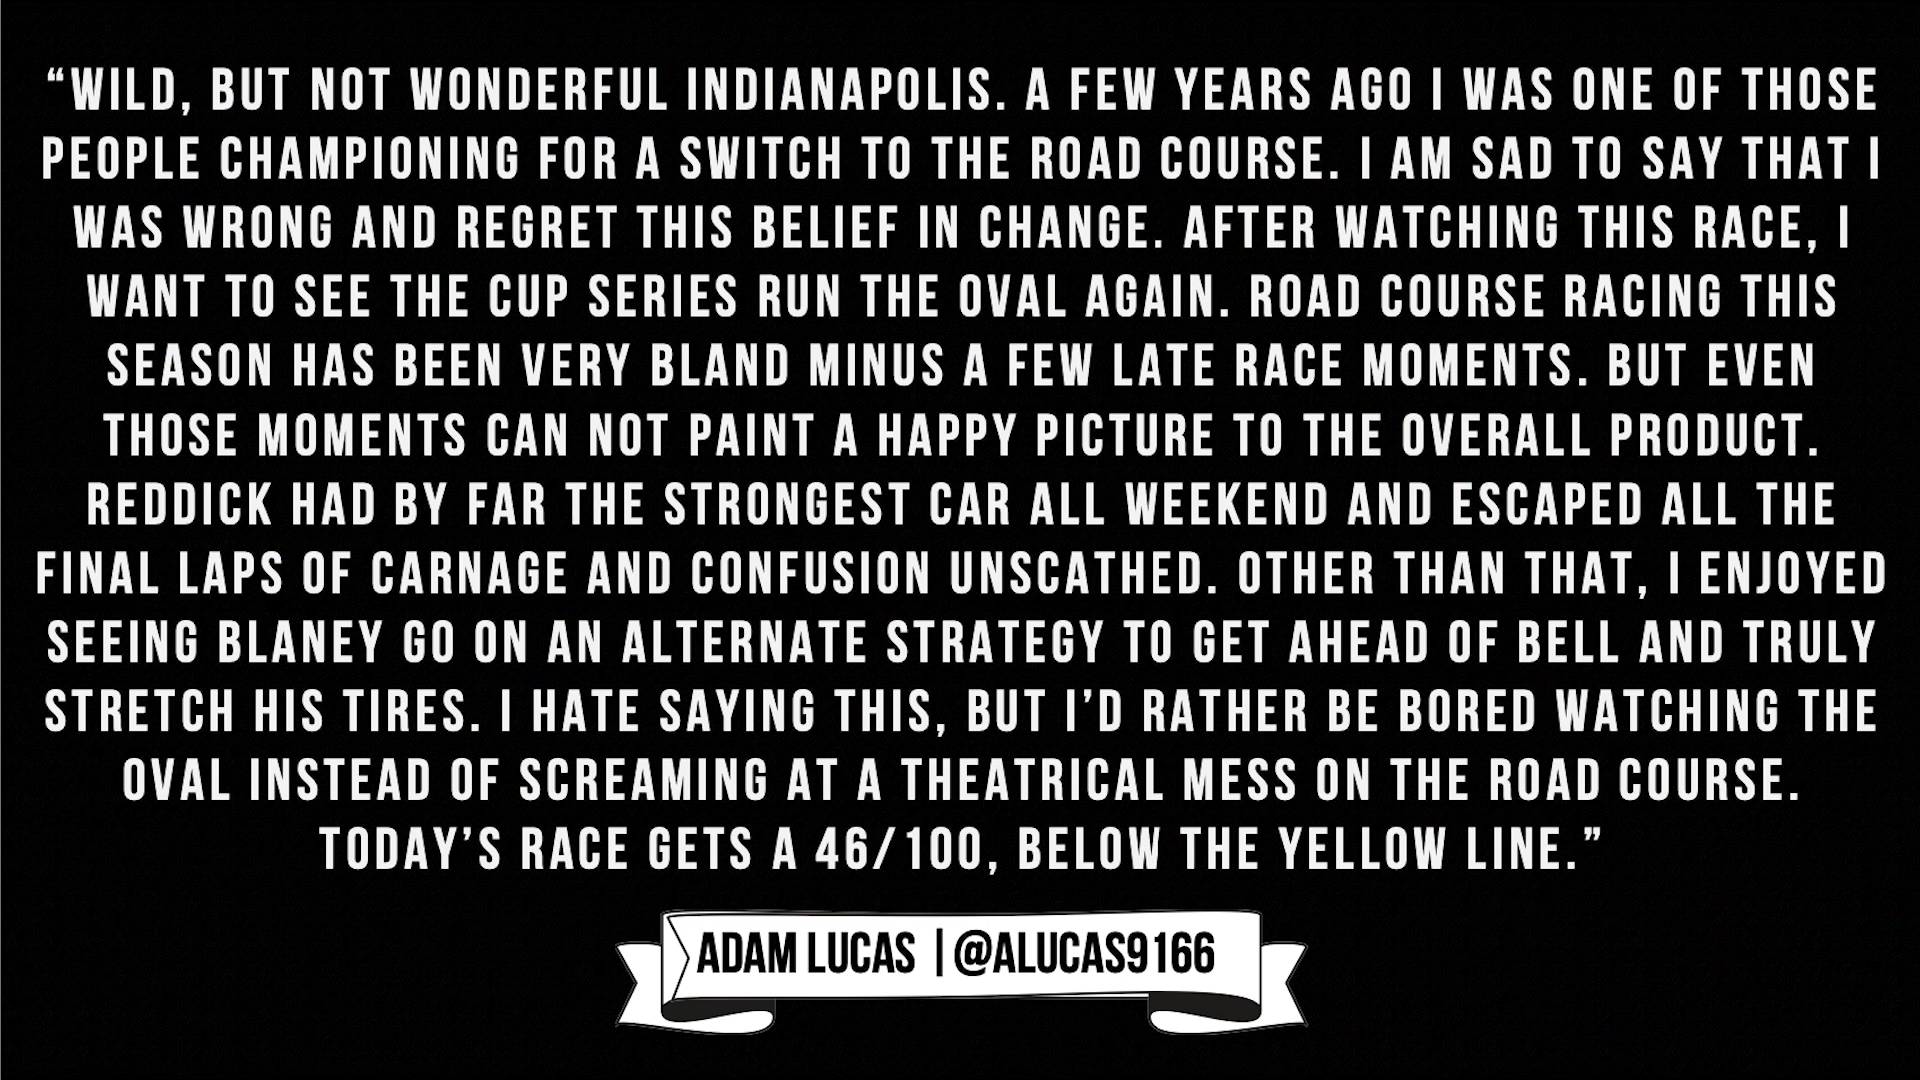 “WILD, BUT NOT WONDERFUL INDIANAPOLIS. A FEW YEARS AGO I WAS ONE OF THOSE
PEOPLE CHAMPIONING FOR A SWITCH TO THE ROAD COURSE. I AM SAD TO SAY THAT I
WAS WRONG AND REGRET THIS BELIEF IN CHANGE. AFTER WATCHING THIS RACE, I
WANT TO SEE THE CUP SERIES RUN THE OVAL AGAIN. ROAD COURSE RACING THIS
SEASON HAS BEEN VERY BLAND MINUS A FEW LATE RACE MOMENTS. BUT EVEN
THOSE MOMENTS CAN NOT PAINT A HAPPY PICTURE TO THE OVERALL PRODUCT.
REDDICK HAD BY FAR THE STRONGEST CAR ALL WEEKEND AND ESCAPED ALL THE
FINAL LAPS OF CARNAGE AND CONFUSION UNSCATHED. OTHER THAN THAT, I ENJOYED
SEEING BLANEY GO ON AN ALTERNATE STRATEGY TO GET AHEAD OF BELL AND TRULY
STRETCH HIS TIRES. I HATE SAYING THIS, BUT I’D RATHER BE BORED WATCHING THE
OVAL INSTEAD OF SCREAMING AT A THEATRICAL MESS ON THE ROAD COURSE.
TODAY’S RACE GETS A 46/100, BELOW THE YELLOW LINE.”
ADAM LUCAS | @ALUCAS9166